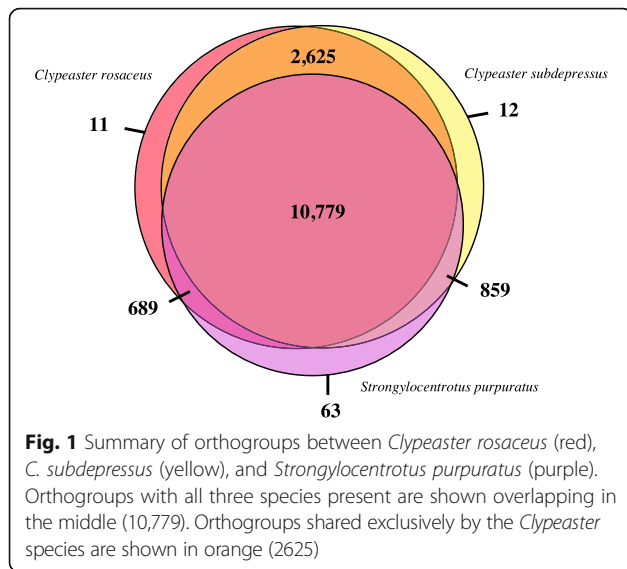 2,625
Clypeaster rosaceus
Clypeaster subdepressus
11
12
10,779
689
859
Strongylocentrotus purpuratus
63
Fig. 1 Summary of orthogroups between Clypeaster rosaceus (red),
C. subdepressus (yellow), and Strongylocentrotus purpuratus (purple).
Orthogroups with all three species present are shown overlapping in
the middle (10,779). Orthogroups shared exclusively by the Clypeaster
species are shown in orange (2625)